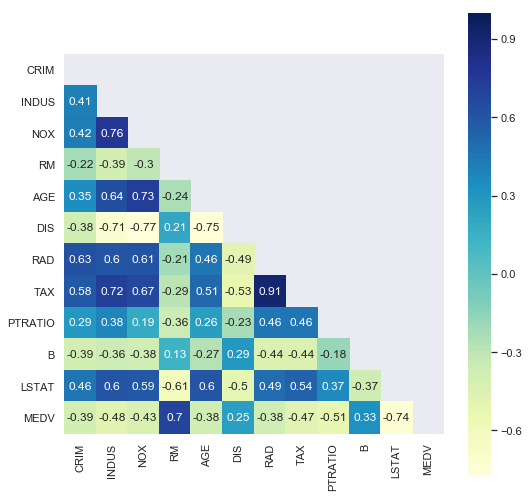 CRIM
INDUS 0.41
NOX 0.42 0.76
RM -0.22 -0.39 -0.3
AGE 0.35 0.64 0.73 -0.24
DIS -0.38 -0.71 -0.77 0.21 -0.75
RAD 0.63 0.6 0.61 -0.21 0.46 -0.49
TAX 0.58 0.72 0.67 -0.29 0.51 -0.53 0.91
PTRATIO 0.29 0.38 0.19 -0.36 0.26 -0.23 0.46 0.46
B -0.39 -0.36 -0.38 0.13 -0.27 0.29 -0.44 -0.44 -0.18
LSTAT 0.46 0.6 0.59 -0.61 0.6 -0.5 0.49 0.54 0.37 -0.37
MEDV -0.39 -0.48 -0.43 0.7 -0.38 0.25 -0.38 -0.47 -0.51 0.33 -0.74
CRIM INDUS NOX RM AGE DIS RAD TAX PTRATIO B LSTAT MEDV
0.9
0.6
0.3
0.0
-0.3
-0.6